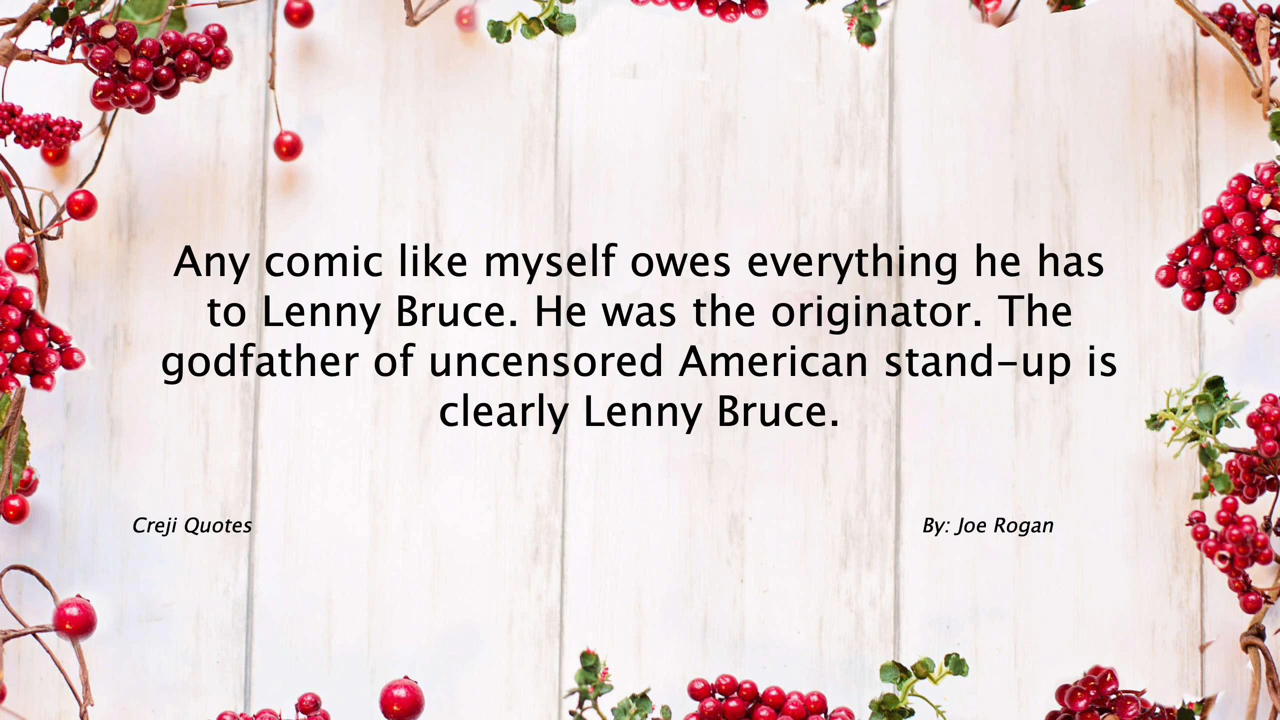 Any comic like myself owes everything he has
to Lenny Bruce. He was the originator. The
godfather of uncensored American stand-up is
clearly Lenny Bruce.
Creji Quotes
By: Joe Rogan